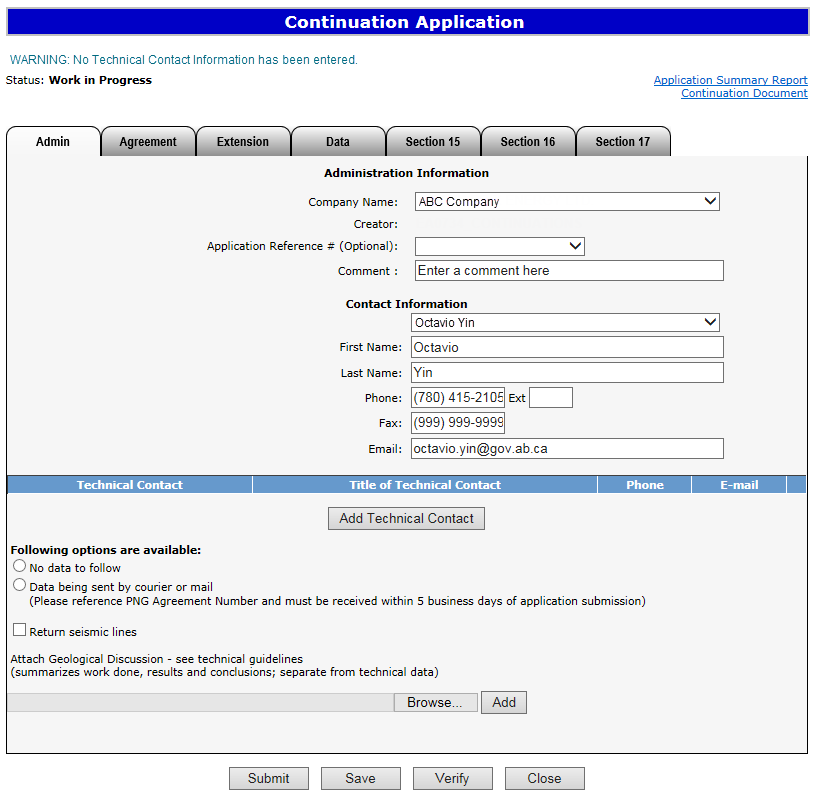 Continuation Application
WARNING: No Technical Contact Information has been entered.
Status: Work in Progress
Application Summary Report
Continuation Document
Admin Agreement Extension Data Section 15 Section 16 Section 17
Administration Information
Company Name: ABC Company
Creator:
Application Reference # (Optional):
Comment : Enter a comment here
Contact Information
Octavio Yin
First Name: Octavio
Last Name: Yin
Phone: (780) 415-2105 Ext
Fax: (999) 999-9999
Email: octavio.yin@gov.ab.ca
Technical Contact Title of Technical Contact Phone E-mail
Add Technical Contact
Following options are available:
No data to follow
Data being sent by courier or mail
(Please reference PNG Agreement Number and must be received within 5 business days of application submission)
Return seismic lines
Attach Geological Discussion - see technical guidelines
(summarizes work done, results and conclusions; separate from technical data)
Browse... Add
Submit Save Verify Close